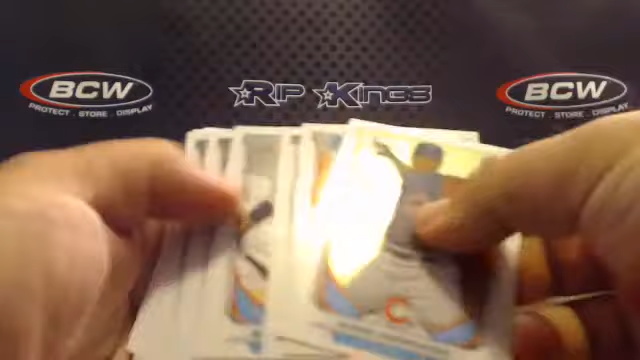 BCW
PROTECT . STORE . DISPLAY
RIP KINGS
BCW
PROTECT . STORE . DISPLAY
C